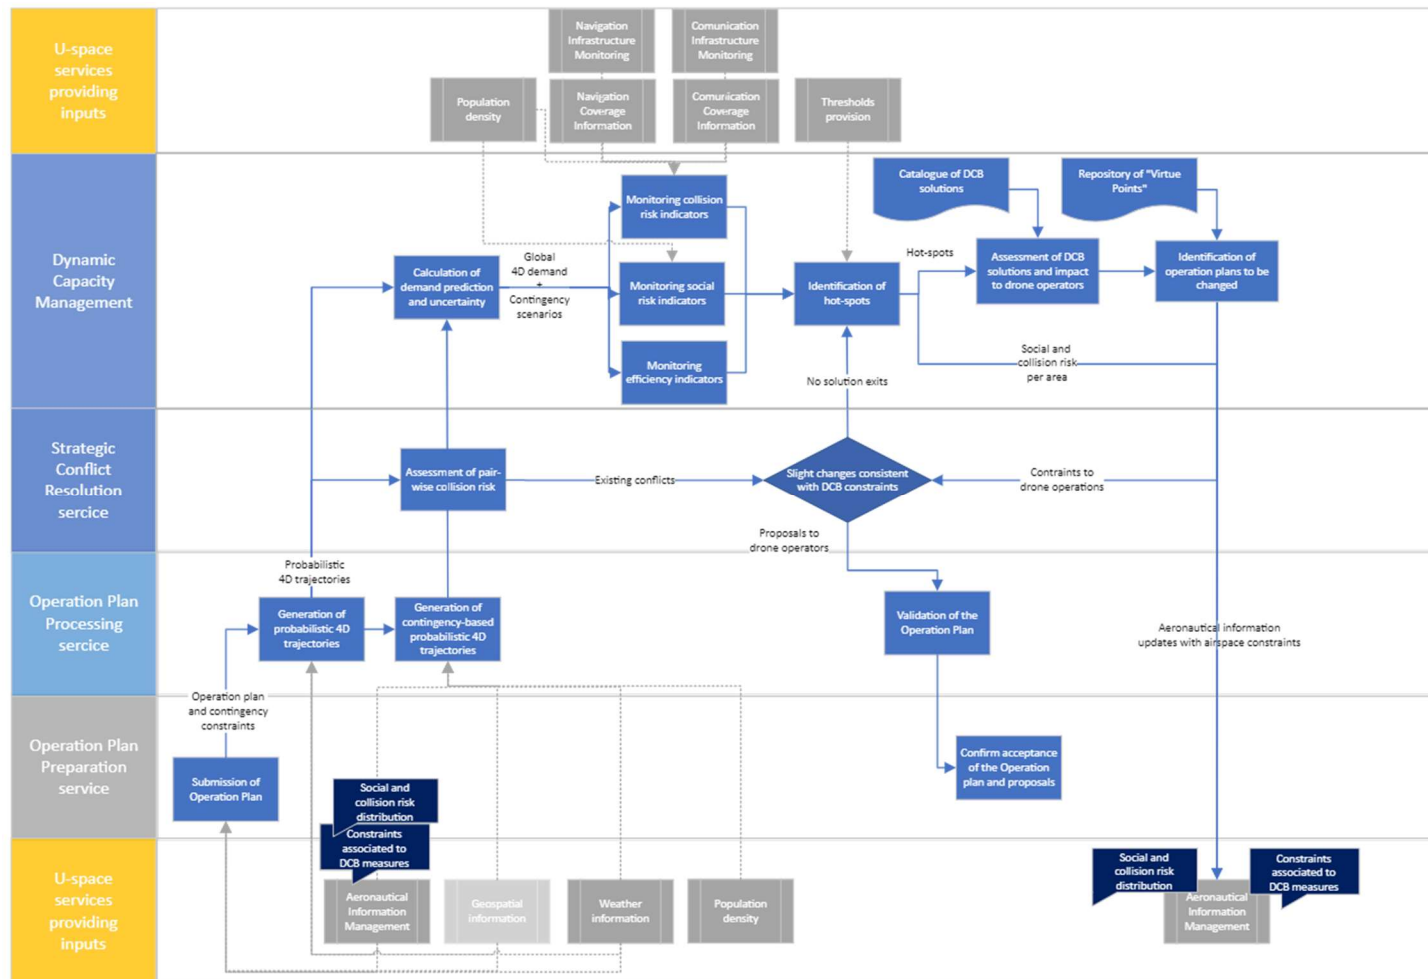 U-space
services
providing
inputs
Navigation
Infrastructure
Monitoring
Comunication
Infrastructure
Monitoring
Population
density
Navigation
Coverage
Information
Comunication
Coverage
Information
Thresholds
provision
Dynamic
Capacity
Management
Catalogue of DCB
solutions
Repository of "Virtue
Points"
Monitoring collision
risk indicators
Calculation of
demand prediction
and uncertainty
Global
4D demand
+
Contingency
scenarios
Monitoring social
risk indicators
Monitoring
efficiency indicators
Identification of
hot-spots
Hot-spots
Assessment of DCB
solutions and impact
to drone operators
Identification of
operation plans to be
changed
Social and
collision risk
per area
No solution exits
Strategic
Conflict
Resolution
sercice
Assessment of pair-
wise collision risk
Existing conflicts
Slight changes consistent
with DCB constraints
Contraints to
drone operations
Proposals to
drone operators
Operation Plan
Processing
sercice
Probabilistic
4D trajectories
Generation of
probabilistic 4D
trajectories
Generation of
contingency-based
probabilistic 4D
trajectories
Validation of the
Operation Plan
Aeronautical information
updates with airspace constraints
Operation Plan
Preparation
service
Operation plan
and contingency
constraints
Submission of
Operation Plan
Confirm acceptance
of the Operation
plan and proposals
Social and
collision risk
distribution
Constraints
associated to
DCB measures
U-space
services
providing
inputs
Aeronautical
Information
Management
Geospatial
information
Weather
information
Population
density
Social and
collision risk
distribution
Constraints
associated to
DCB measures
Aeronautical
Information
Management